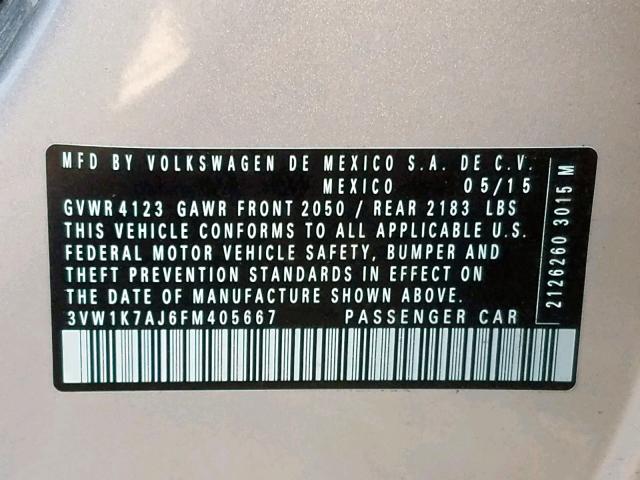 MFD BY VOLKSWAGEN DE MEXICO S.A. DE C.V.
MEXICO 05/15
GVWR 4123 GAWR FRONT 2050 / REAR 2183 LBS
THIS VEHICLE CONFORMS TO ALL APPLICABLE U.S.
FEDERAL MOTOR VEHICLE SAFETY, BUMPER AND
THEFT PREVENTION STANDARDS IN EFFECT ON
THE DATE OF MANUFACTURE SHOWN ABOVE.
3VW1K7AJ6FM405667 PASSENGER CAR
2126260 3015 M